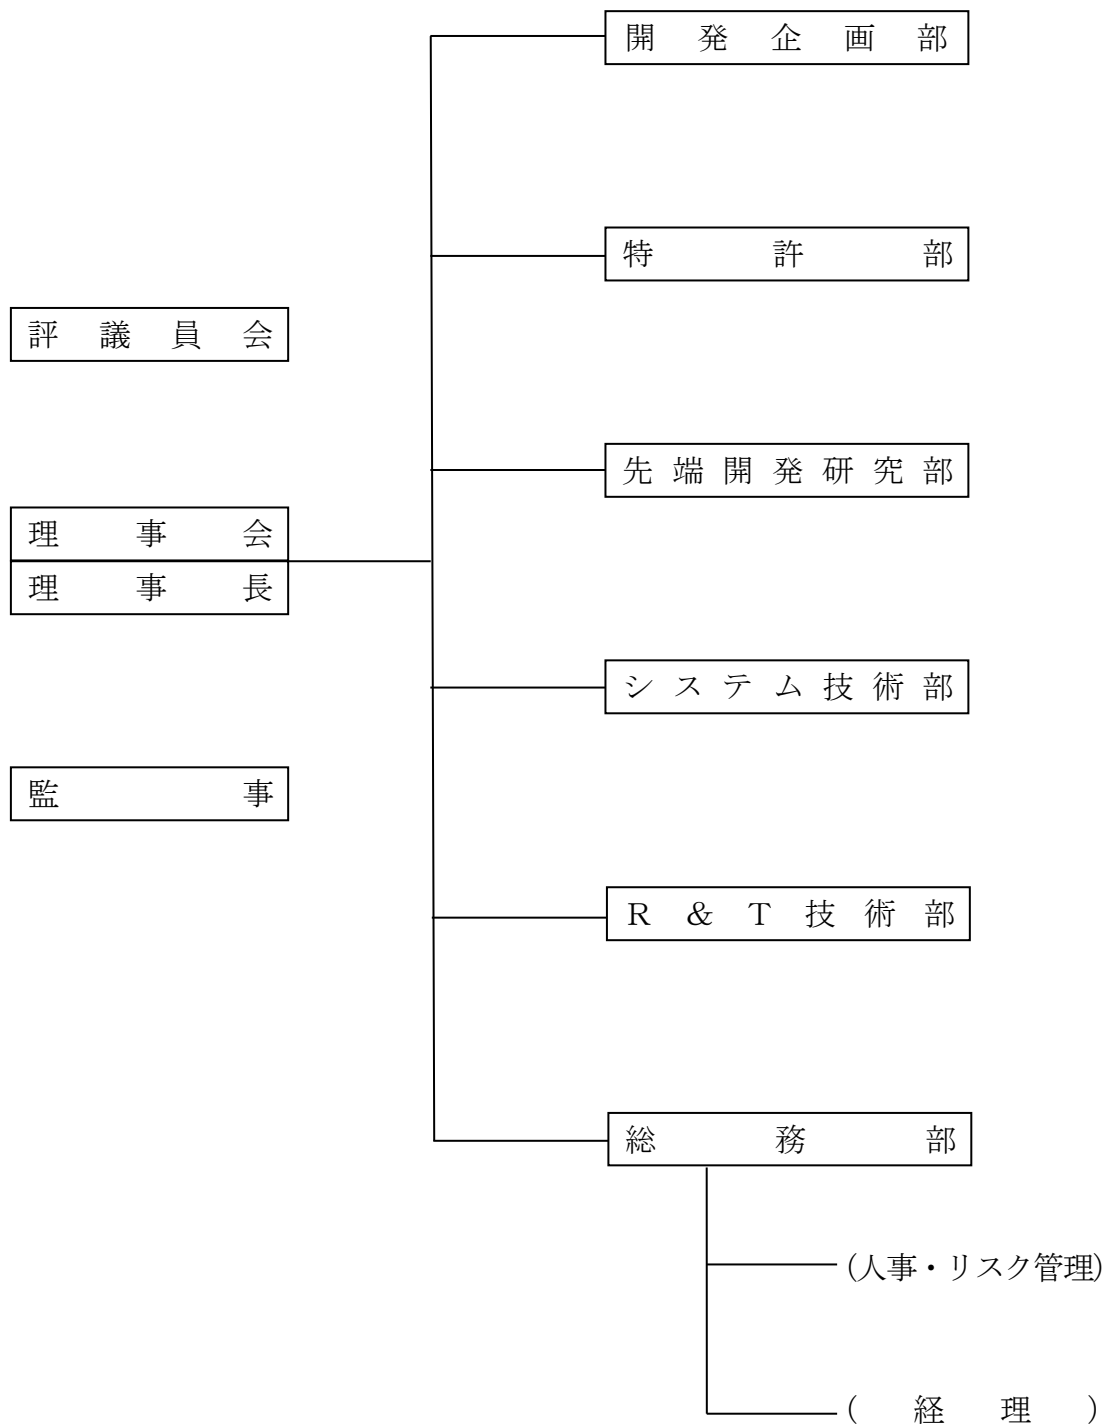 開発企画部
特許部
評議員会
先端開発研究部
理事会
理事長
システム技術部
監事
R&T技術部
総務部
(人事・リスク管理)
(経理)